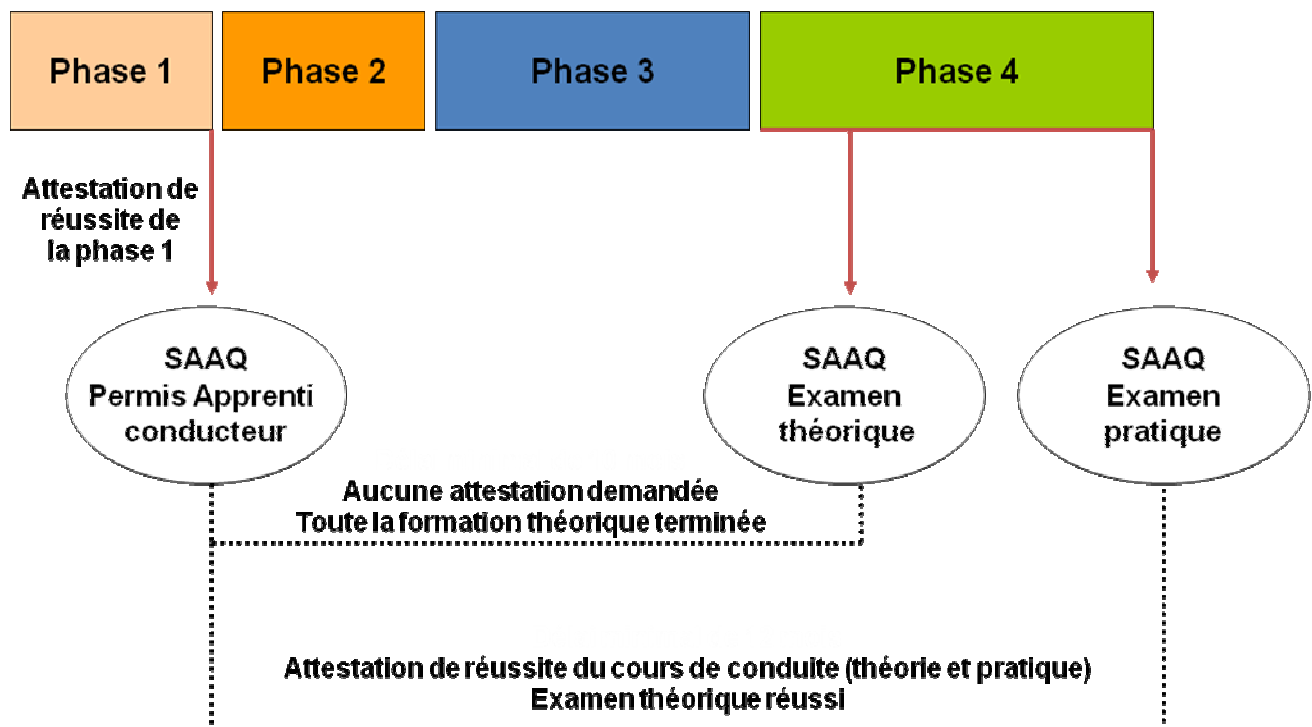 Phase 1
Phase 2
Phase 3
Phase 4
Attestation de
réussite de
la phase 1
SAAQ
Permis Apprenti
conducteur
SAAQ
Examen
théorique
SAAQ
Examen
pratique
Aucune attestation demandée
Toute la formation théorique terminée
Attestation de réussite du cours de conduite (théorie et pratique)
Examen théorique réussi